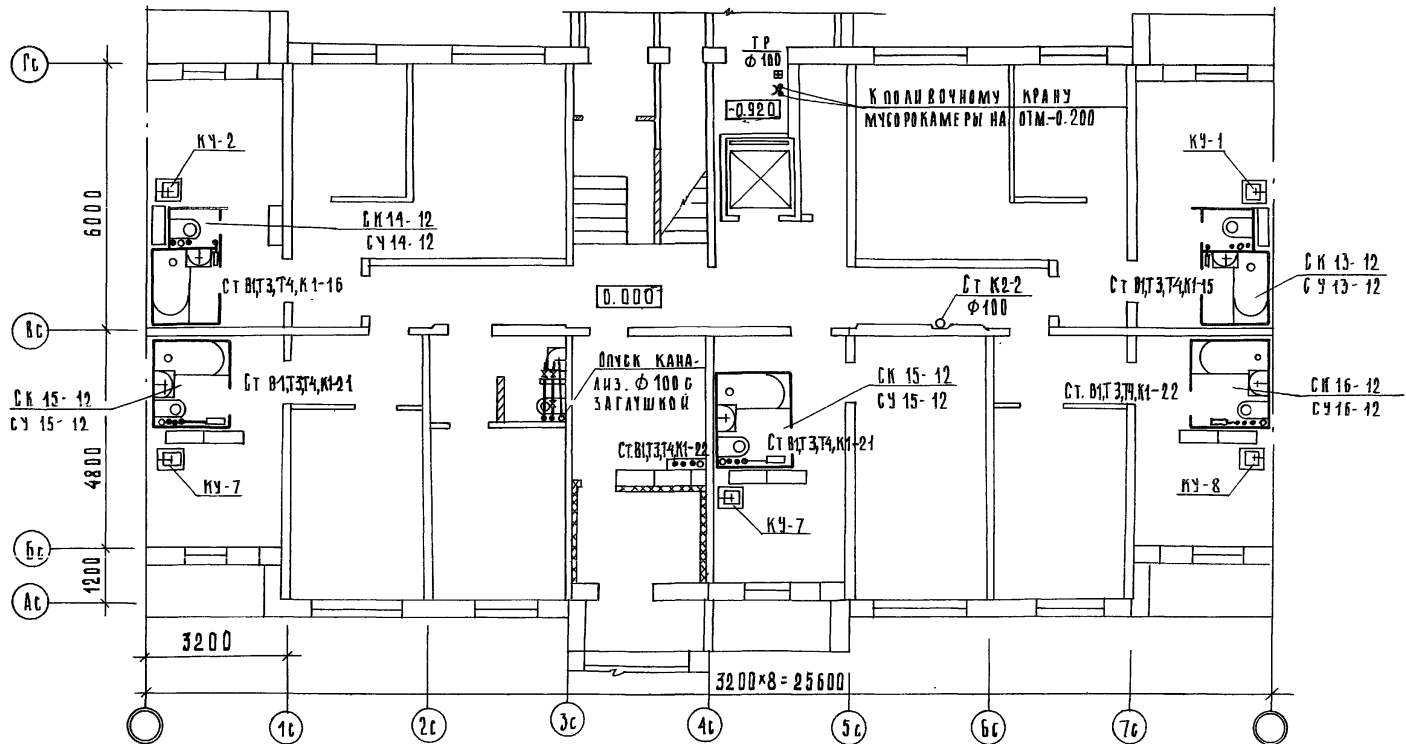 Гс
ТР
Ф 100
-0.920
К ПОЛИВОЧНОМУ КРАНУ
МУСОРОКАМЕРЫ НА ОТМ.-0.200
КУ-2
КУ-1
6000
СК 14-12
СУ 14-12
СК 13-12
СУ 13-12
Ст В1,Т3,Т4,К1-16
0.000
Ст К2-2
Ф100
Ст В1,Т3,Т4,К1-15
Вс
СК 15-12
СУ 15-12
Ст В1,Т3,Т4,К1-21
ОПУСК КАНА-
ЛИЗ. Ф 100 С
ЗАГЛУШКОЙ
СК 15-12
СУ 15-12
Ст. В1,Т3,Т4,К1-22
СК 16-12
СУ 16-12
4800
Ст.В1,Т3,Т4,К1-22
Ст В1,Т3,Т4,К1-21
КУ-7
КУ-7
КУ-8
Бс
1200
Ас
3200
3200×8=25600
1с
2с
3с
4с
5с
6с
7с